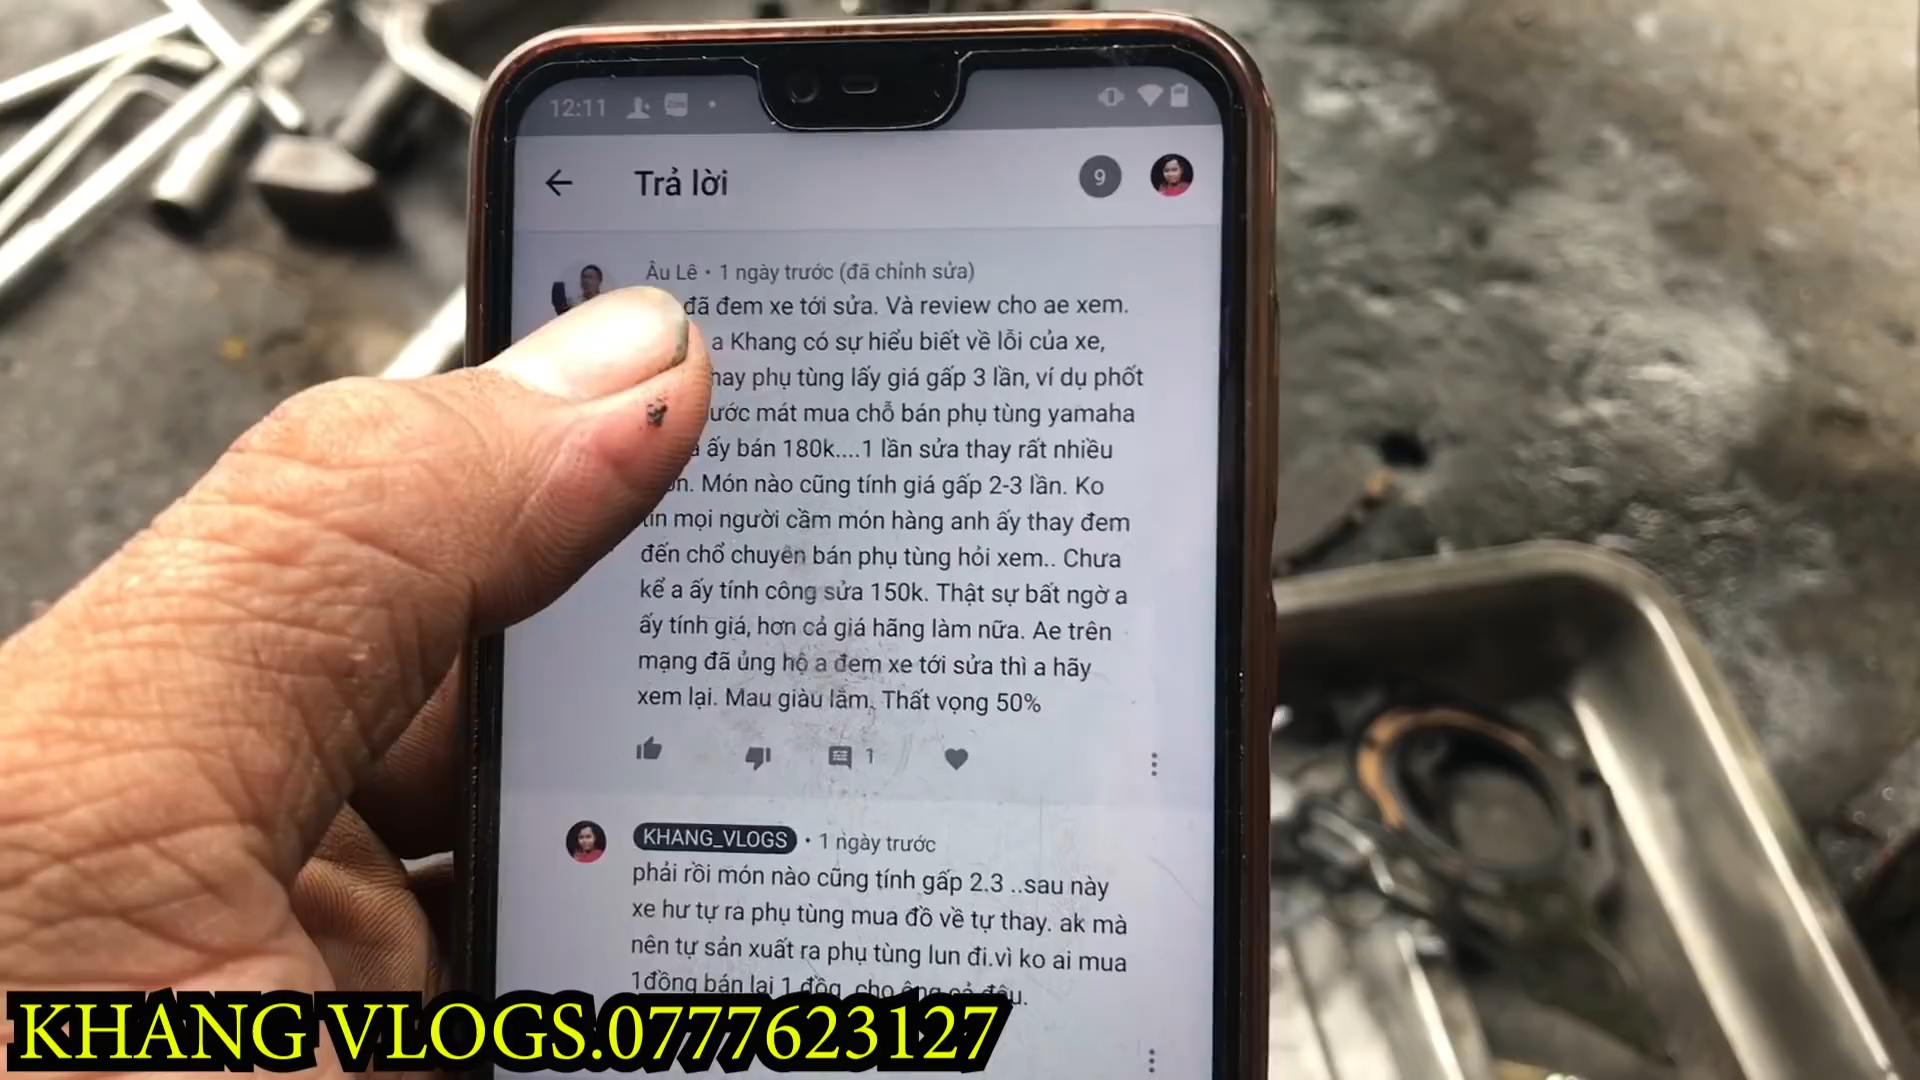 12:11
Trả lời
9
Âu Lê • 1 ngày trước (đã chỉnh sửa)
đã đem xe tới sửa. Và review cho ae xem.
a Khang có sự hiểu biết về lỗi của xe,
hay phụ tùng lấy giá gấp 3 lần, ví dụ phốt
ước mát mua chỗ bán phụ tùng yamaha
ấy bán 180k....1 lần sửa thay rất nhiều
Món nào cũng tính giá gấp 2-3 lần. Ko
tin mọi người cầm món hàng anh ấy thay đem
đến chổ chuyên bán phụ tùng hỏi xem.. Chưa
kể a ấy tính công sửa 150k. Thật sự bất ngờ a
ấy tính giá, hơn cả giá hãng làm nữa. Ae trên
mạng đã ủng hộ a đem xe tới sửa thì a hãy
xem lại. Mau giàu lắm. Thất vọng 50%
1
KHANG_VLOGS • 1 ngày trước
phải rồi món nào cũng tính gấp 2.3 ..sau này
xe hư tự ra phụ tùng mua đồ về tự thay. ak mà
nên tự sản xuất ra phụ tùng lun đi.vì ko ai mua
1đồng bán lại 1 đồg. cho ông cả đâu.
KHANG VLOGS.0777623127